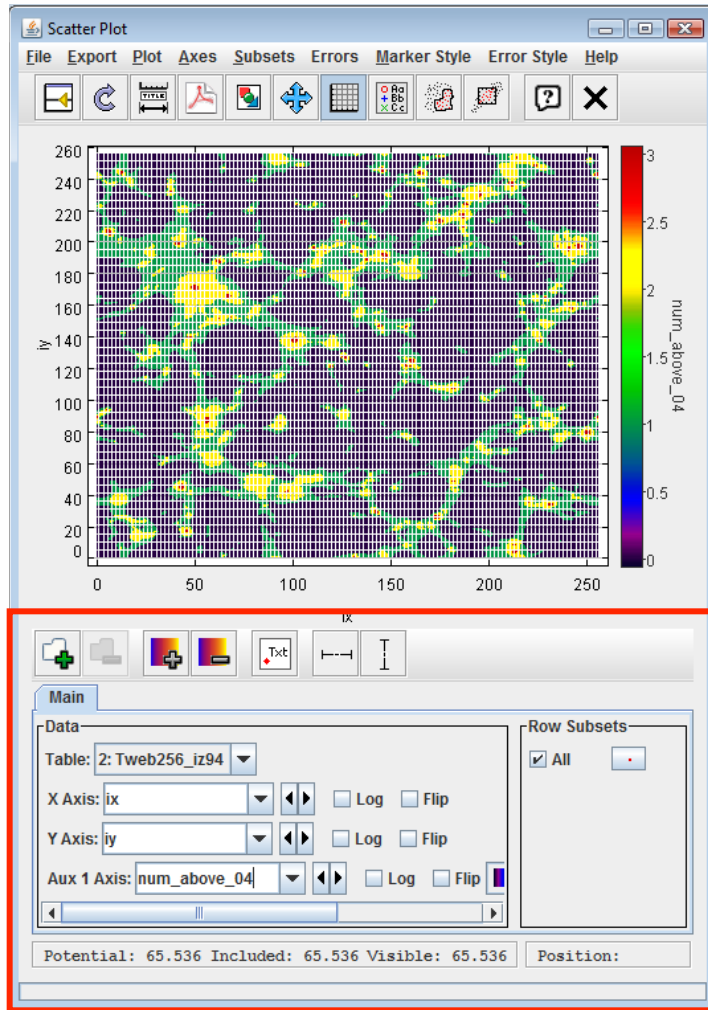 Scatter Plot
File Export Plot Axes Subsets Errors Marker Style Error Style Help
TITLE
Aa
Bb
Cc
260
240
220
200
180
160
140
120
100
80
60
40
20
0
iy
0 50 100 150 200 250
ix
3
2.5
2
1.5
1
0.5
0
num_above_04
Txt
Main
Data
Table: 2: Tweb256_iz94
X Axis: ix Log Flip
Y Axis: iy Log Flip
Aux 1 Axis: num_above_04 Log Flip
Row Subsets
All
Potential: 65.536 Included: 65.536 Visible: 65.536 Position: